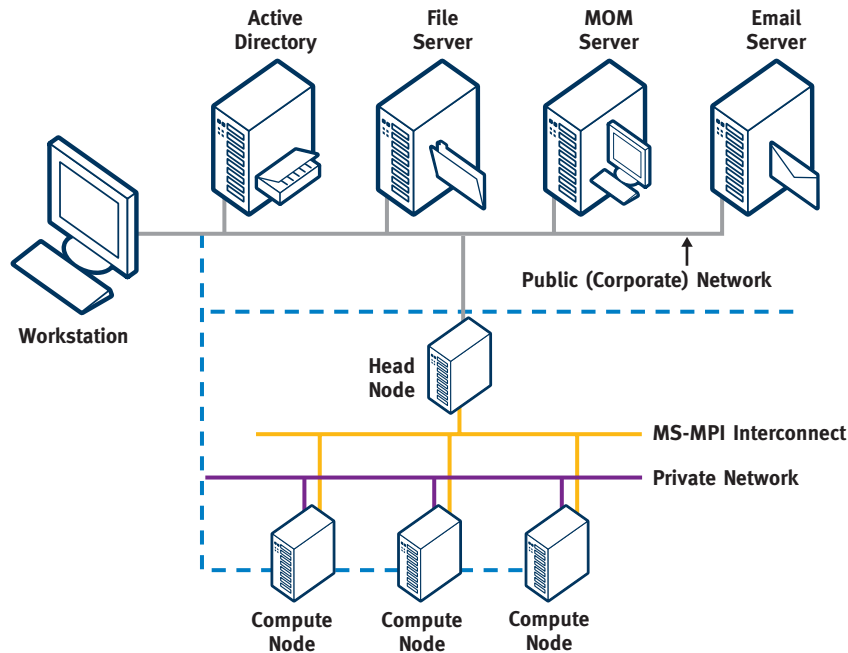 Active
Directory
File
Server
MOM
Server
Email
Server
Public (Corporate) Network
Workstation
Head
Node
MS-MPI Interconnect
Private Network
Compute
Node
Compute
Node
Compute
Node